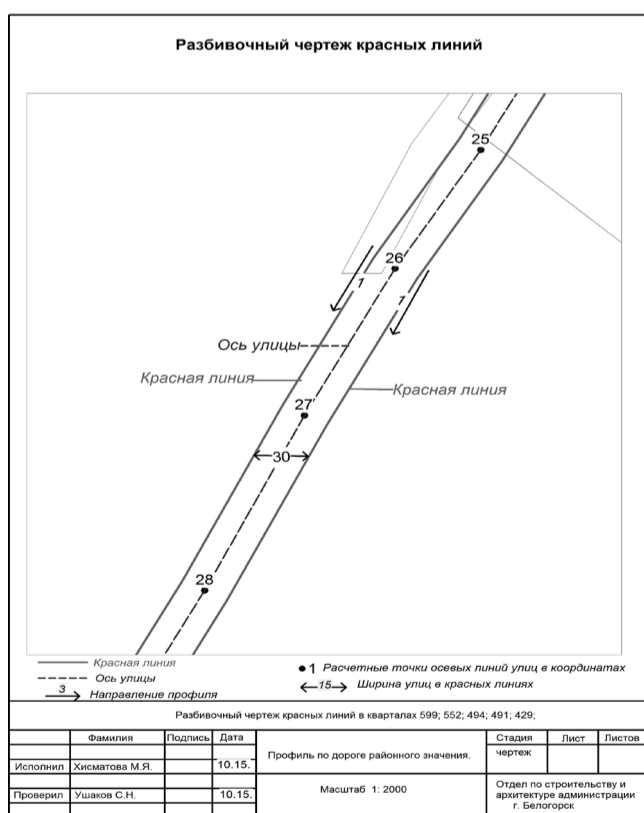 Разбивочный чертеж красных линий
25
26
1
1
Ось улицы
Красная линия
Красная линия
27
30
28
Красная линия
Ось улицы
3 Направление профиля
1 Расчетные точки осевых линий улиц в координатах
15 Ширина улиц в красных линиях
Разбивочный чертеж красных линий в кварталах 599; 552; 494; 491; 429;
Фамилия Подпись Дата
Исполнил Хисматова М.Я. 10.15.
Проверил Ушаков С.Н. 10.15.
Профиль по дороге районного значения.
Масштаб 1: 2000
Стадия Лист Листов
чертеж
Отдел по строительству и
архитектуре администрации
г. Белогорск